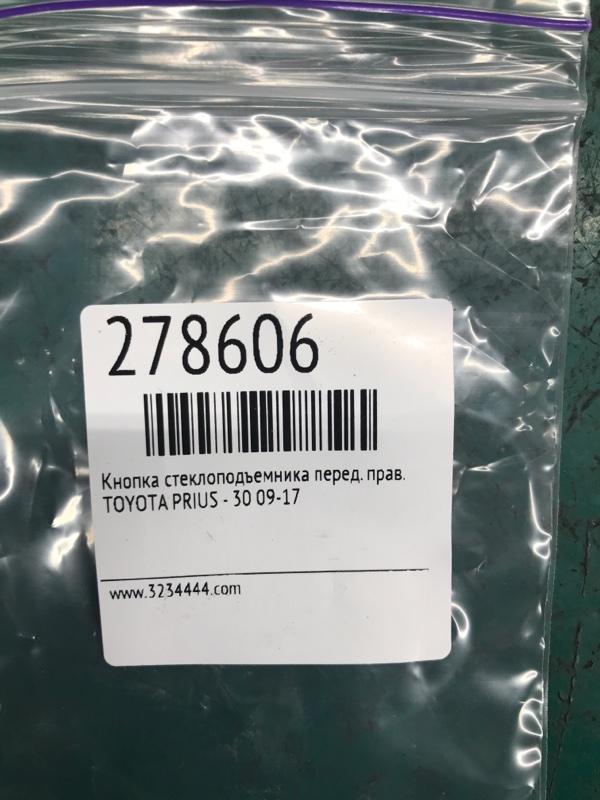 278606
Кнопка стеклоподъемника перед. прав.
TOYOTA PRIUS - 30 09-17
www.3234444.com